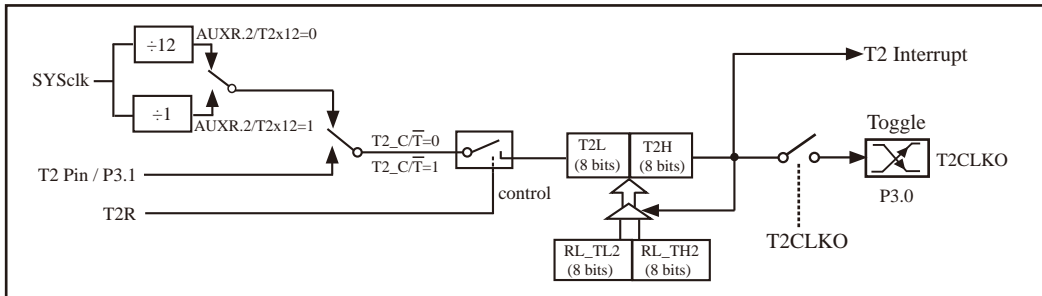 ÷12
AUXR.2/T2x12=0
SYSclk
÷1
AUXR.2/T2x12=1
T2 Pin / P3.1
T2R
T2_C/T̅=0
T2_C/T̅=1
control
T2L
(8 bits)
T2H
(8 bits)
RL_TL2
(8 bits)
RL_TH2
(8 bits)
T2 Interrupt
Toggle
T2CLKO
P3.0
T2CLKO